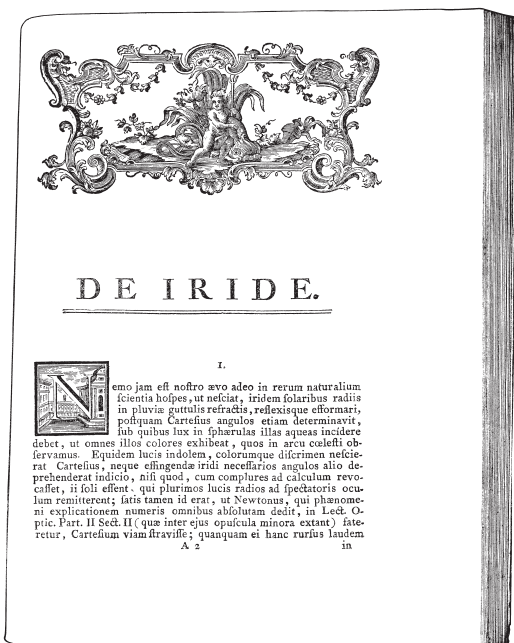 DE IRIDE.
I.
Nemo jam eſt noſtro ævo adeo in rerum naturalium
ſcientia hoſpes, ut neſciat, iridem ſolaribus radiis
in pluviæ guttulis refractis, reflexisque efformari,
poſtquam Carteſius angulos etiam determinavit,
ſub quibus lux in ſphærulas illas aqueas incidere
debet, ut omnes illos colores exhibeat, quos in arcu cœleſti ob-
ſervamus. Equidem lucis indolem, colorumque diſcrimen neſcie-
rat Carteſius, neque effingendæ iridi neceſſarios angulos alio de-
prehenderat indicio, niſi quod, cum complures ad calculum revo-
caſſet, ii ſoli eſſent, qui plurimos lucis radios ad ſpectatoris ocu-
lum remitterent; ſatis tamen id erat, ut Newtonus, qui phænome-
ni explicationem numeris omnibus abſolutam dedit, in Lect. O-
ptic. Part. II Sect. II (quæ inter ejus opuſcula minora extant) fate-
retur, Carteſium viam ſtraviſſe; quanquam ei hanc rurſus laudem
A 2 in